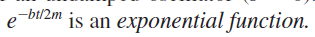 e^{-bt/2m} is an exponential function.